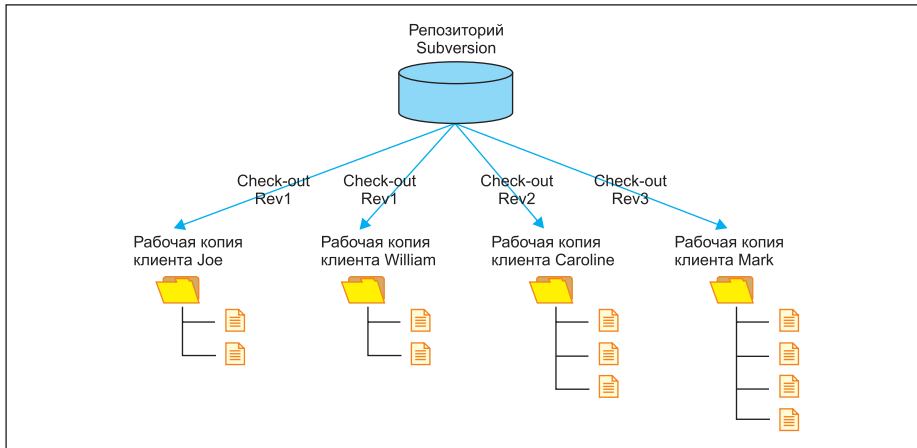 Репозиторий
Subversion
Check-out
Rev1
Check-out
Rev1
Check-out
Rev2
Check-out
Rev3
Рабочая копия
клиента Joe
Рабочая копия
клиента William
Рабочая копия
клиента Caroline
Рабочая копия
клиента Mark